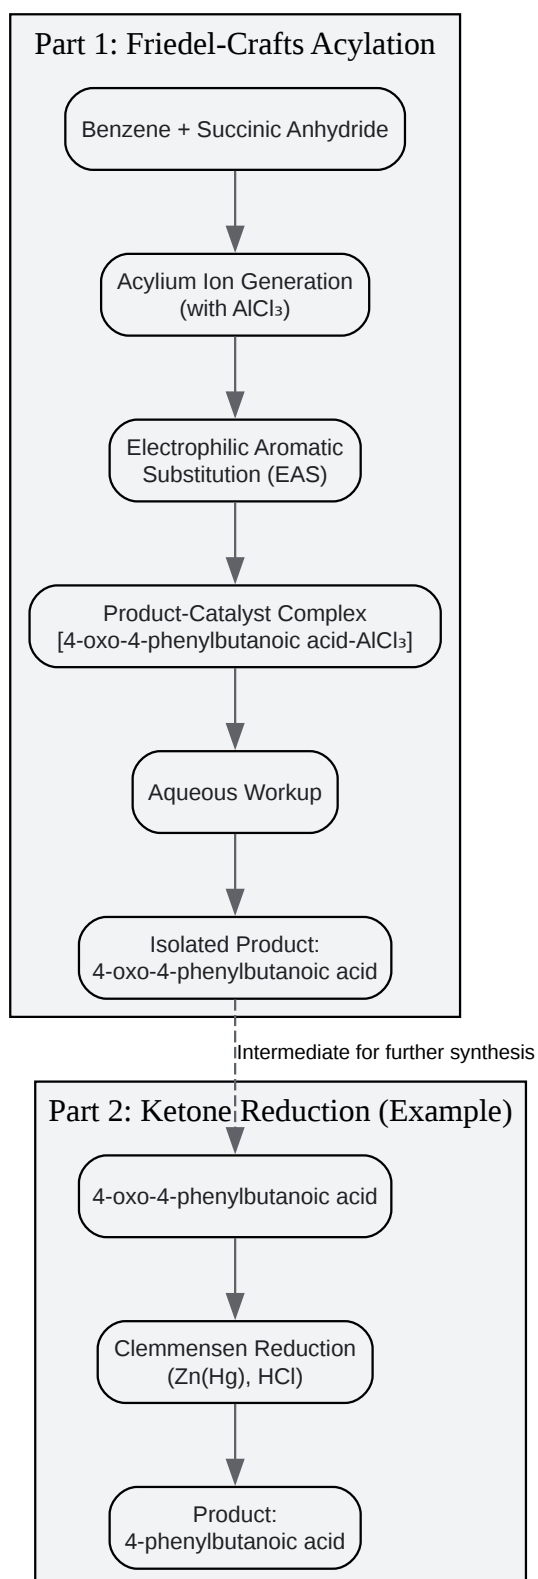 Part 1: Friedel-Crafts Acylation
Benzene + Succinic Anhydride
Acylium Ion Generation
(with AlCl₃)
Electrophilic Aromatic
Substitution (EAS)
Product-Catalyst Complex
[4-oxo-4-phenylbutanoic acid-AlCl₃]
Aqueous Workup
Isolated Product:
4-oxo-4-phenylbutanoic acid
Intermediate for further synthesis
Part 2: Ketone Reduction (Example)
4-oxo-4-phenylbutanoic acid
Clemmensen Reduction
(Zn(Hg), HCl)
Product:
4-phenylbutanoic acid